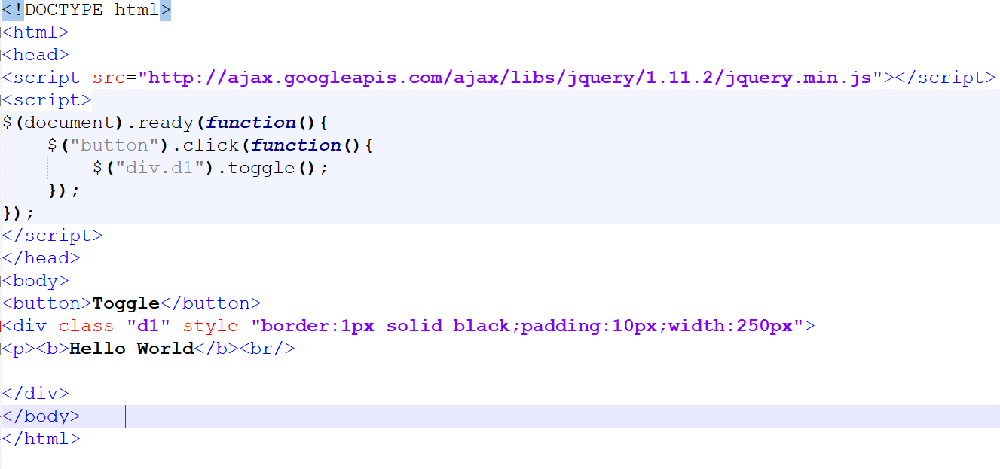 <!DOCTYPE html>
<html>
<head>
<script src="http://ajax.googleapis.com/ajax/libs/jquery/1.11.2/jquery.min.js"></script>
<script>
$(document).ready(function(){
    $("button").click(function(){
        $("div.d1").toggle();
    });
});
</script>
</head>
<body>
<button>Toggle</button>
<div class="d1" style="border:1px solid black;padding:10px;width:250px">
<p><b>Hello World</b><br/>

</div>
</body>
</html>